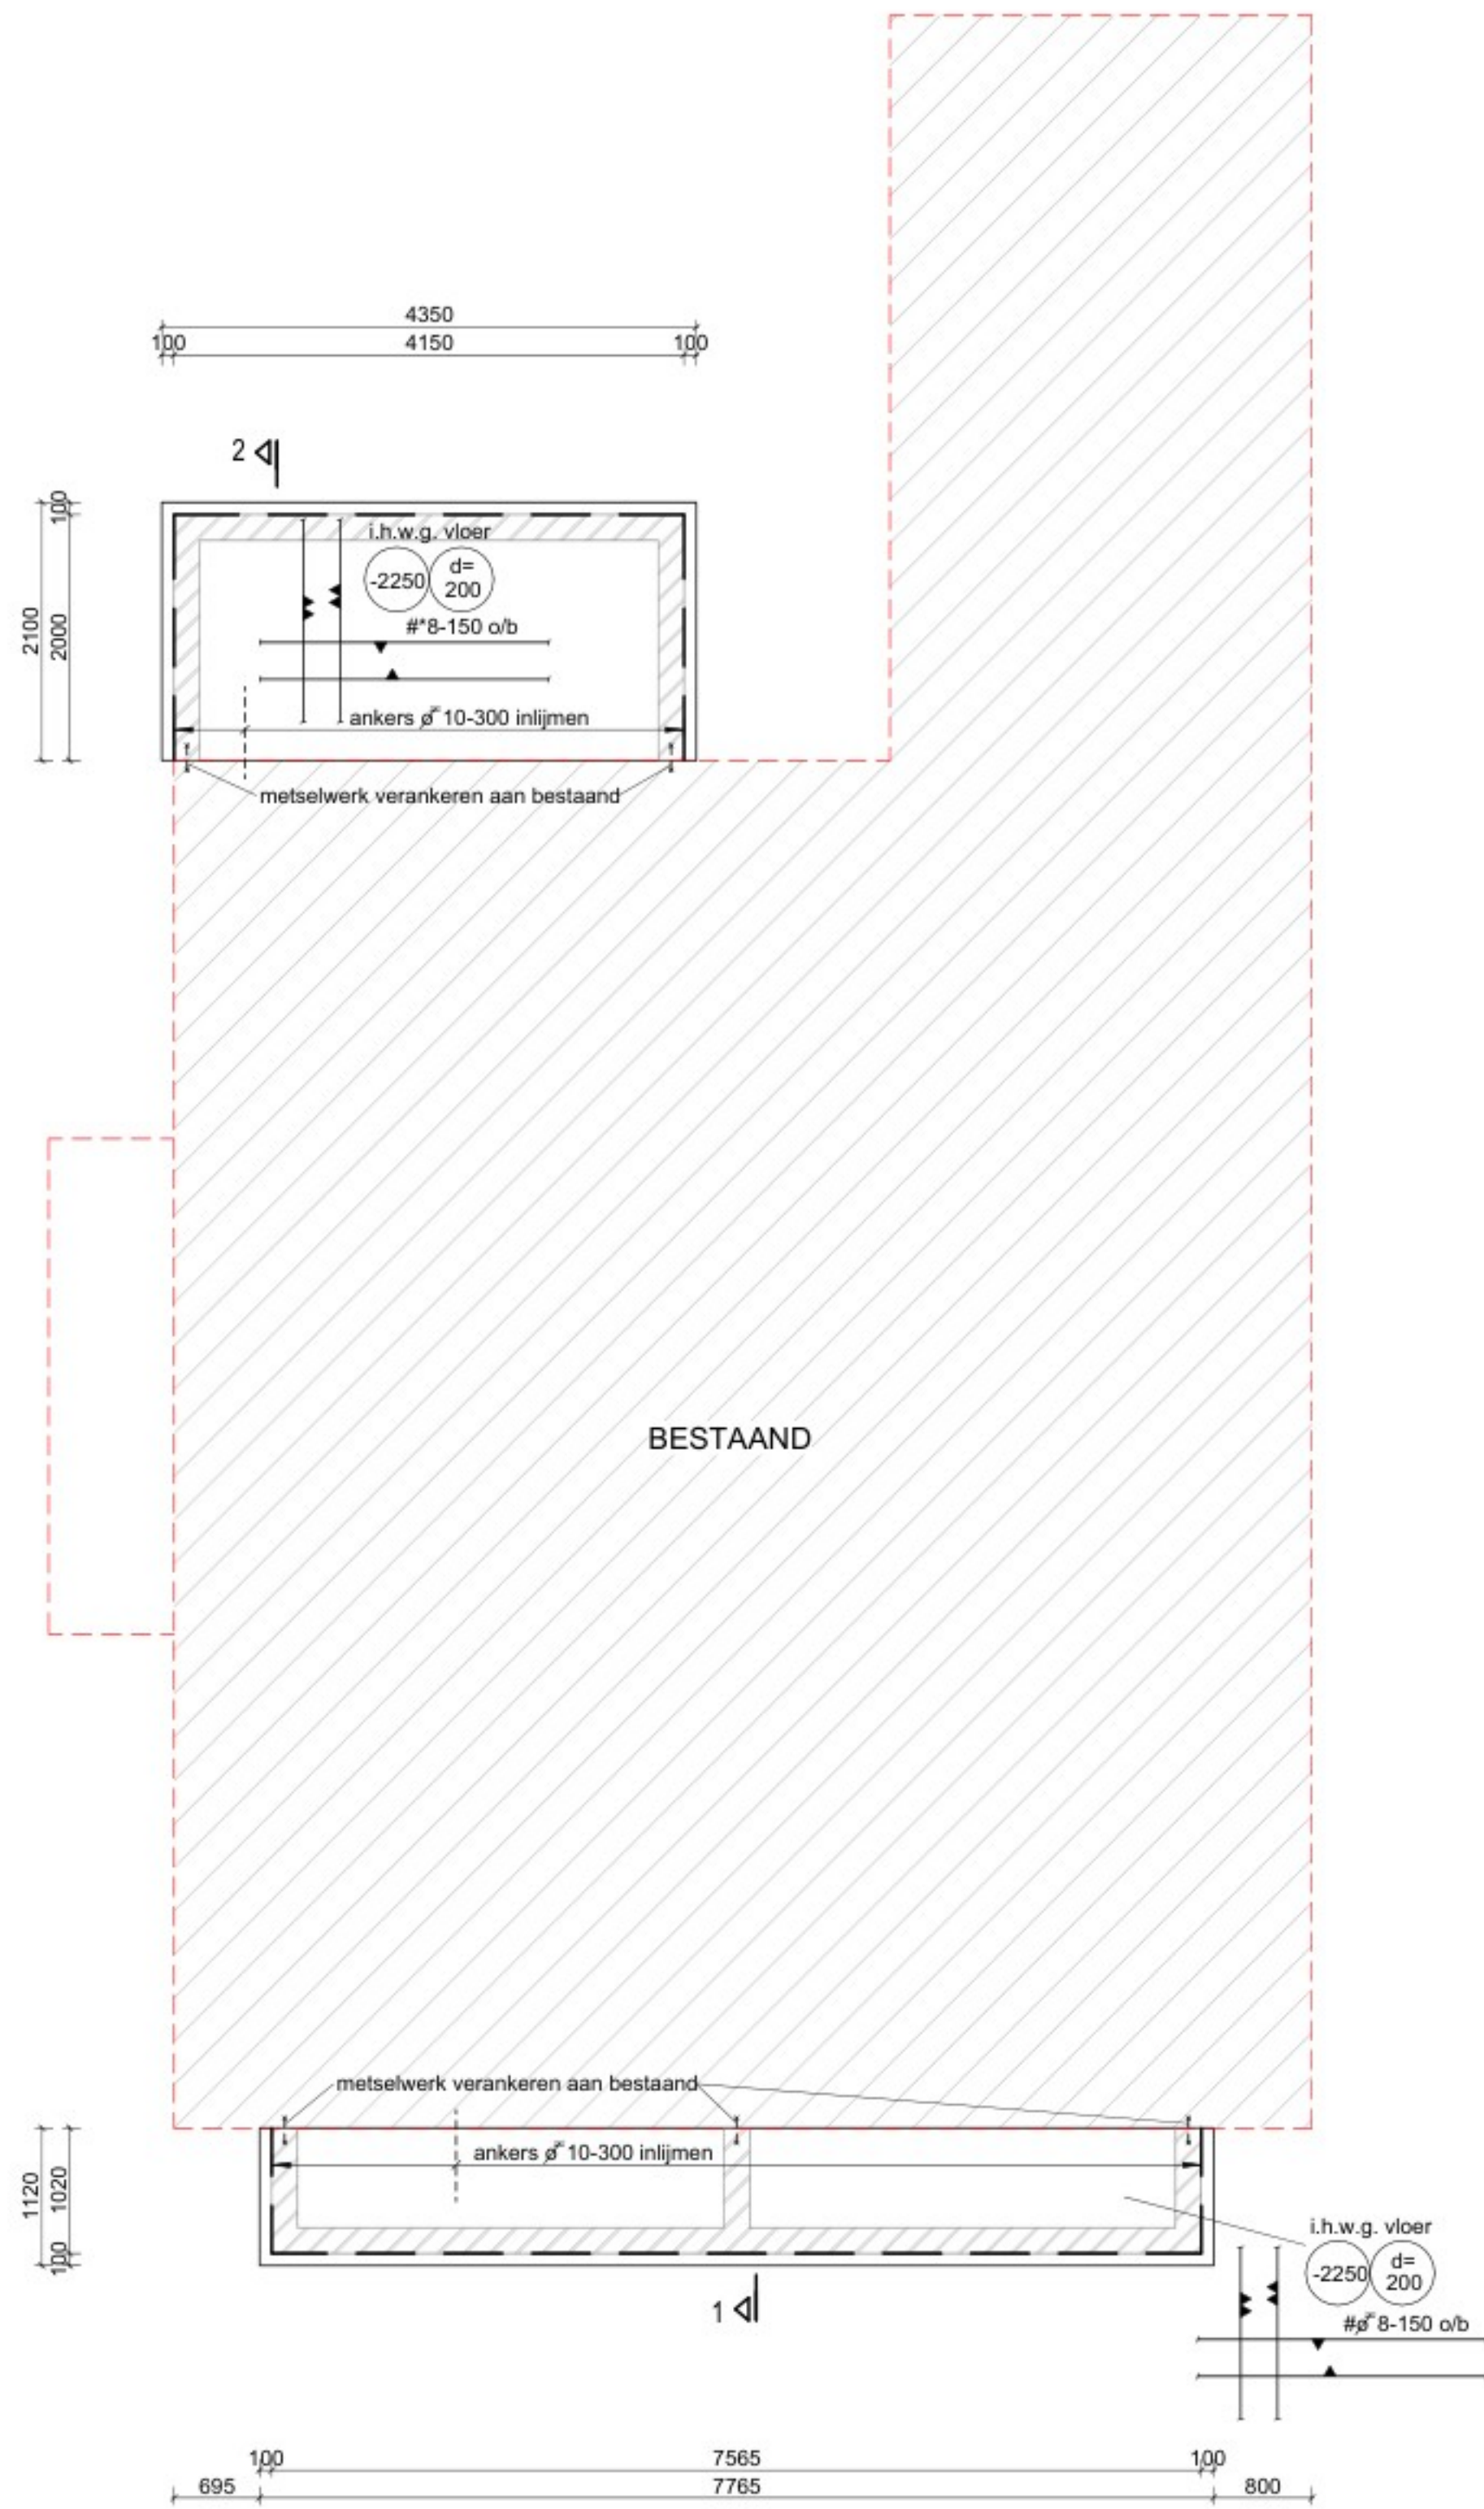 4350
100 4150 100
2
100
2100
2000
i.h.w.g. vloer
-2250
d=
200
#*8-150 o/b
ankers ø 10-300 inlijmen
metselwerk verankeren aan bestaand
BESTAAND
metselwerk verankeren aan bestaand
ankers ø 10-300 inlijmen
1120
1020
100
i.h.w.g. vloer
-2250
d=
200
#ø 8-150 o/b
1
100 7565 100
695 7765 800